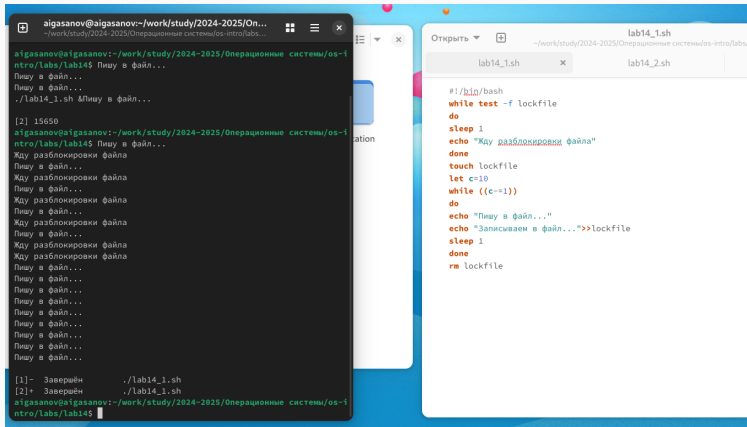 aigasanov@aigasanov:~/work/study/2024-2025/Оп...
~/work/study/2024-2025/Операционные системы/os-intro/labs...
aigasanov@aigasanov:~/work/study/2024-2025/Операционные системы/os-i
ntro/labs/lab14$ Пишу в файл...
Пишу в файл...
Пишу в файл...
./lab14_1.sh &Пишу в файл...
[2] 15650
aigasanov@aigasanov:~/work/study/2024-2025/Операционные системы/os-i
ntro/labs/lab14$ Пишу в файл...
Жду разблокировки файла
Пишу в файл...
Жду разблокировки файла
Пишу в файл...
Жду разблокировки файла
Пишу в файл...
Жду разблокировки файла
Пишу в файл...
Жду разблокировки файла
Жду разблокировки файла
Пишу в файл...
Пишу в файл...
Пишу в файл...
Пишу в файл...
Пишу в файл...
Пишу в файл...
Пишу в файл...
Пишу в файл...
Пишу в файл...
[1]-  Завершён        ./lab14_1.sh
[2]+  Завершён        ./lab14_1.sh
aigasanov@aigasanov:~/work/study/2024-2025/Операционные системы/os-i
ntro/labs/lab14$
Открыть
lab14_1.sh
~/work/study/2024-2025/Операционные системы/os-intro/labs/
lab14_1.sh
lab14_2.sh
#!/bin/bash
while test -f lockfile
do
sleep 1
echo "Жду разблокировки файла"
done
touch lockfile
let c=10
while ((c-=1))
do
echo "Пишу в файл..."
echo "Записываем в файл...">>lockfile
sleep 1
done
rm lockfile